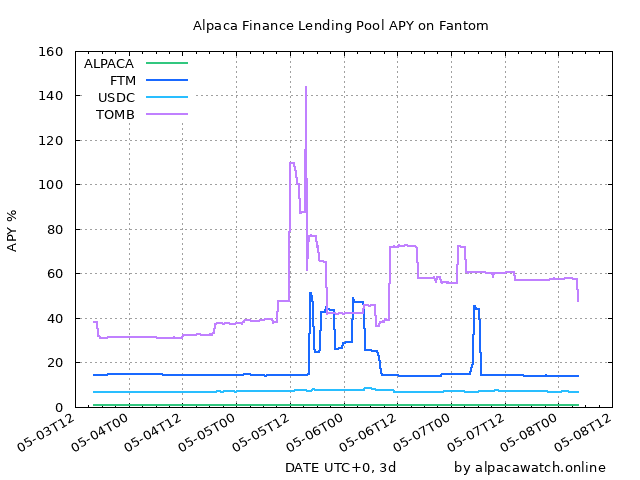 Alpaca Finance Lending Pool APY on Fantom
160
140
120
100
80
60
40
20
0
APY %
ALPACA
FTM
USDC
TOMB
05-03T12
05-04T00
05-04T12
05-05T00
05-05T12
05-06T00
05-06T12
05-07T00
05-07T12
05-08T00
05-08T12
DATE UTC+0, 3d
by alpacawatch.online